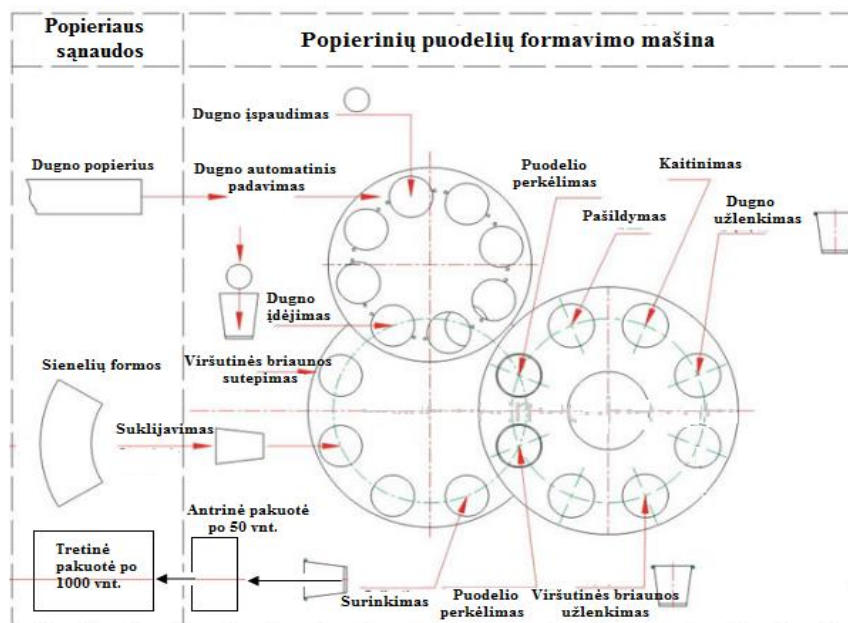 Popieriaus
sąnaudos
Popierinių puodelių formavimo mašina
Dugno įspaudimas
Dugno popierius
Dugno automatinis
padavimas
Puodelio
perkėlimas
Kaitinimas
Pašildymas
Dugno
užlenkimas
Dugno
įdėjimas
Viršutinės briaunos
sutepimas
Sienelių formos
Suklijavimas
Antrinė pakuotė
po 50 vnt.
Tretinė
pakuotė po
1000 vnt.
Surinkimas
Puodelio
perkėlimas
Viršutinės briaunos
užlenkimas